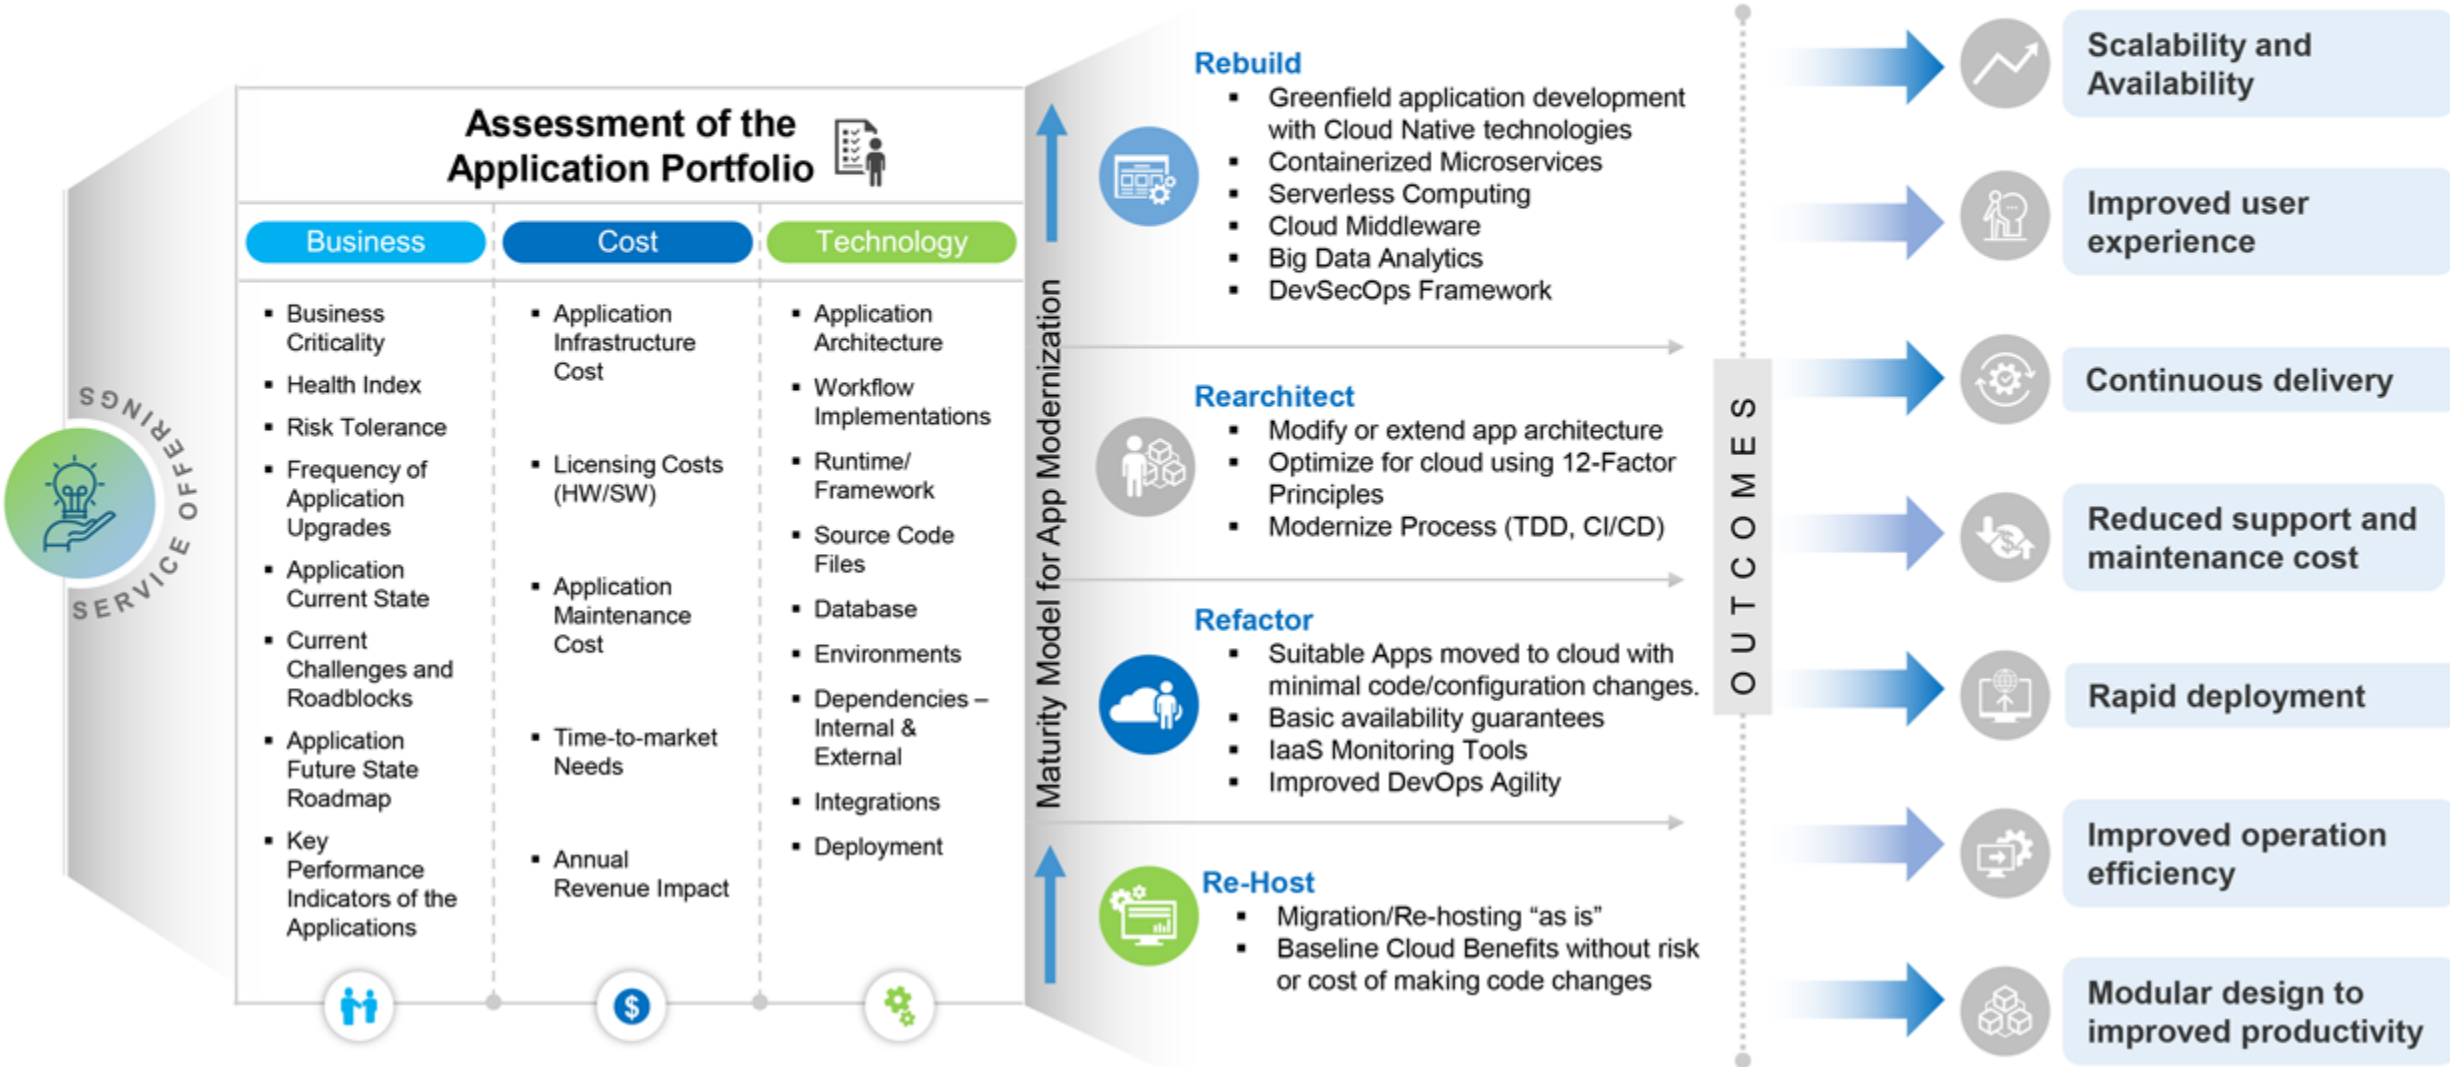 SERVICE OFFERINGS
Assessment of the
Application Portfolio
Business
Business
Criticality
Health Index
Risk Tolerance
Frequency of
Application
Upgrades
Application
Current State
Current
Challenges and
Roadblocks
Application
Future State
Roadmap
Key
Performance
Indicators of the
Applications
Cost
Application
Infrastructure
Cost
Licensing Costs
(HW/SW)
Application
Maintenance
Cost
Time-to-market
Needs
Annual
Revenue Impact
$
Technology
Application
Architecture
Workflow
Implementations
Runtime/
Framework
Source Code
Files
Database
Environments
Dependencies –
Internal &
External
Integrations
Deployment
Maturity Model for App Modernization
Rebuild
Greenfield application development
with Cloud Native technologies
Containerized Microservices
Serverless Computing
Cloud Middleware
Big Data Analytics
DevSecOps Framework
Rearchitect
Modify or extend app architecture
Optimize for cloud using 12-Factor
Principles
Modernize Process (TDD, CI/CD)
Refactor
Suitable Apps moved to cloud with
minimal code/configuration changes.
Basic availability guarantees
IaaS Monitoring Tools
Improved DevOps Agility
Re-Host
Migration/Re-hosting “as is”
Baseline Cloud Benefits without risk
or cost of making code changes
OUTCOMES
Scalability and
Availability
Improved user
experience
Continuous delivery
$
Reduced support and
maintenance cost
Rapid deployment
Improved operation
efficiency
Modular design to
improved productivity